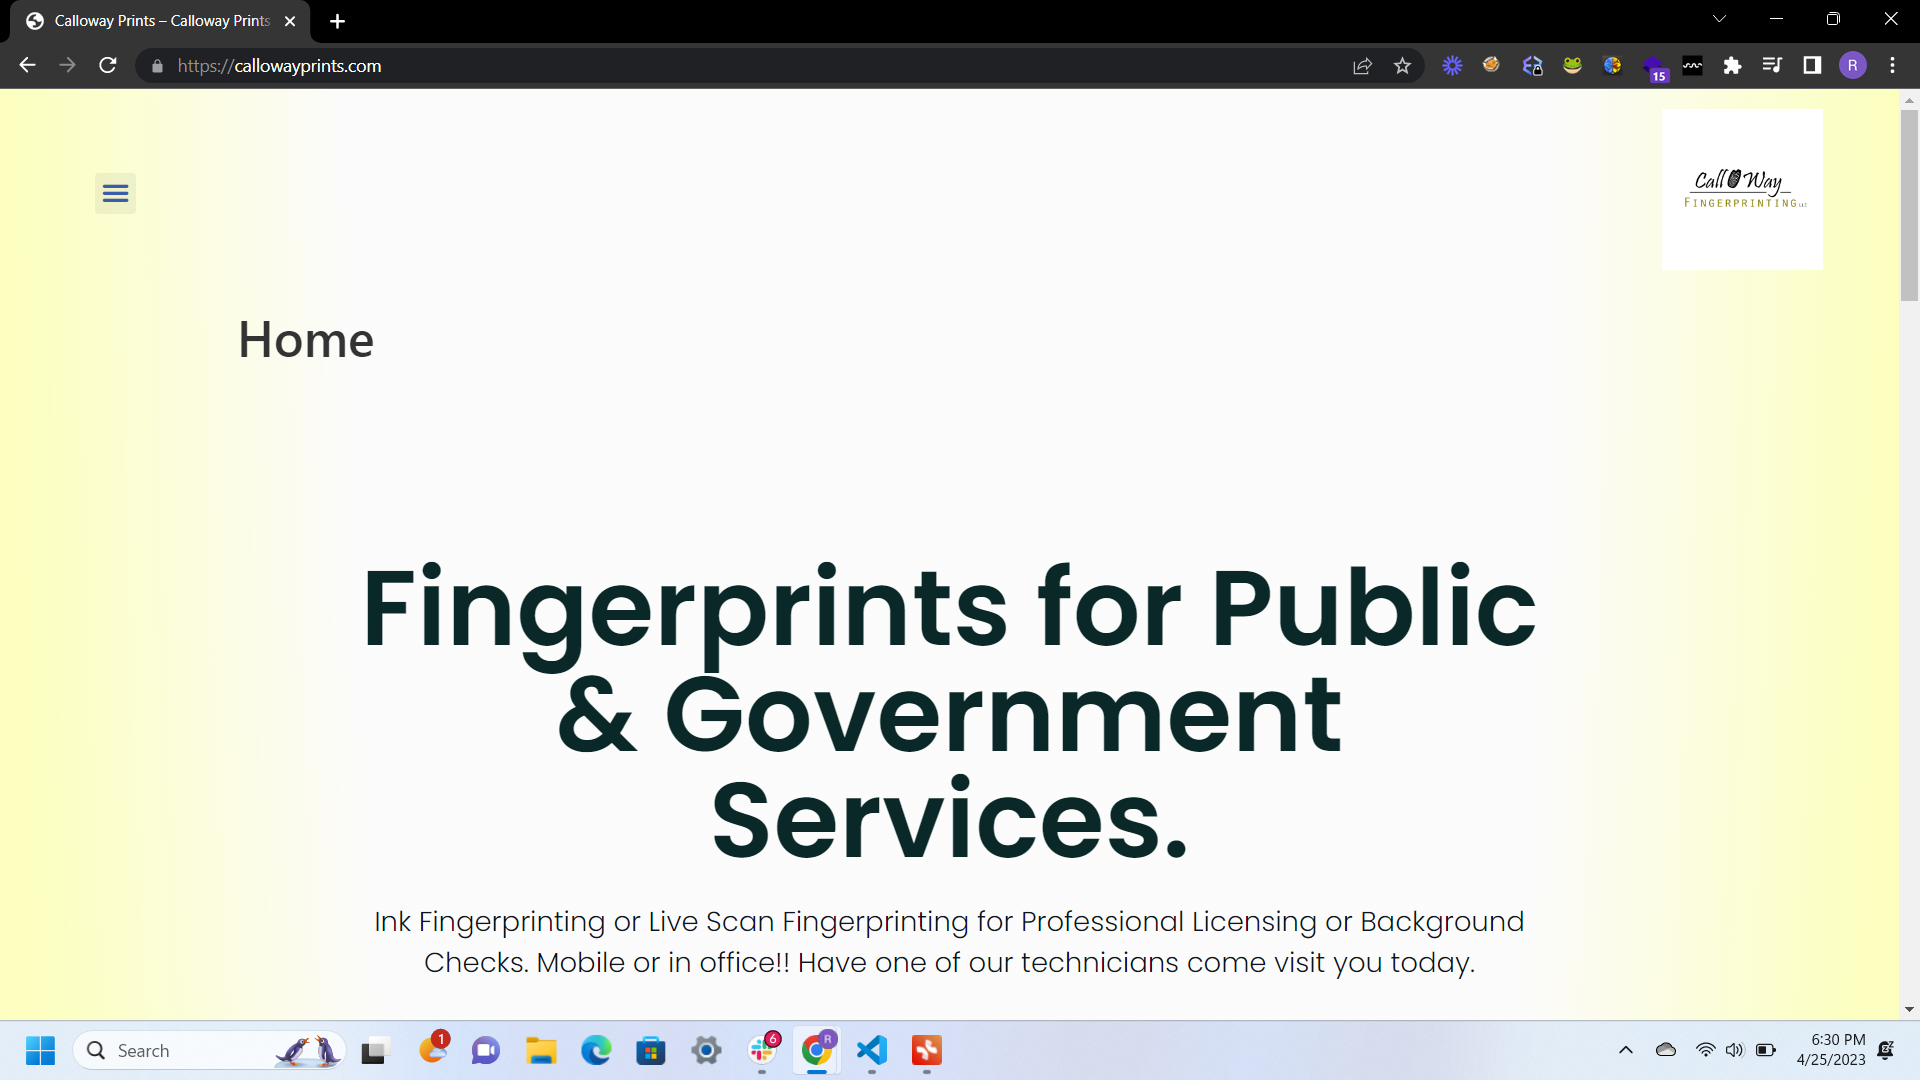 Calloway Prints – Calloway Prints
https://callowayprints.com
15
R
Call Way
FINGERPRINTING LLC
Home
Fingerprints for Public
& Government
Services.
Ink Fingerprinting or Live Scan Fingerprinting for Professional Licensing or Background
Checks. Mobile or in office!! Have one of our technicians come visit you today.
Search
1
6
R
6:30 PM
4/25/2023